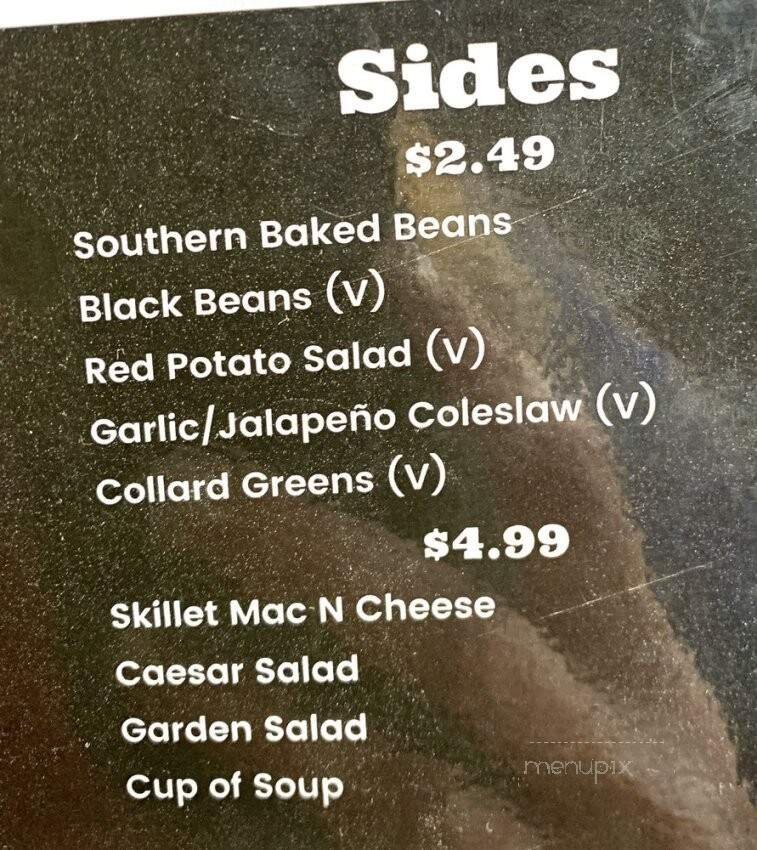 Sides
$2.49
Southern Baked Beans
Black Beans (v)
Red Potato Salad (v)
Garlic/Jalapeño Coleslaw (v)
Collard Greens (v)
$4.99
Skillet Mac N Cheese
Caesar Salad
Garden Salad
menupix
Cup of Soup